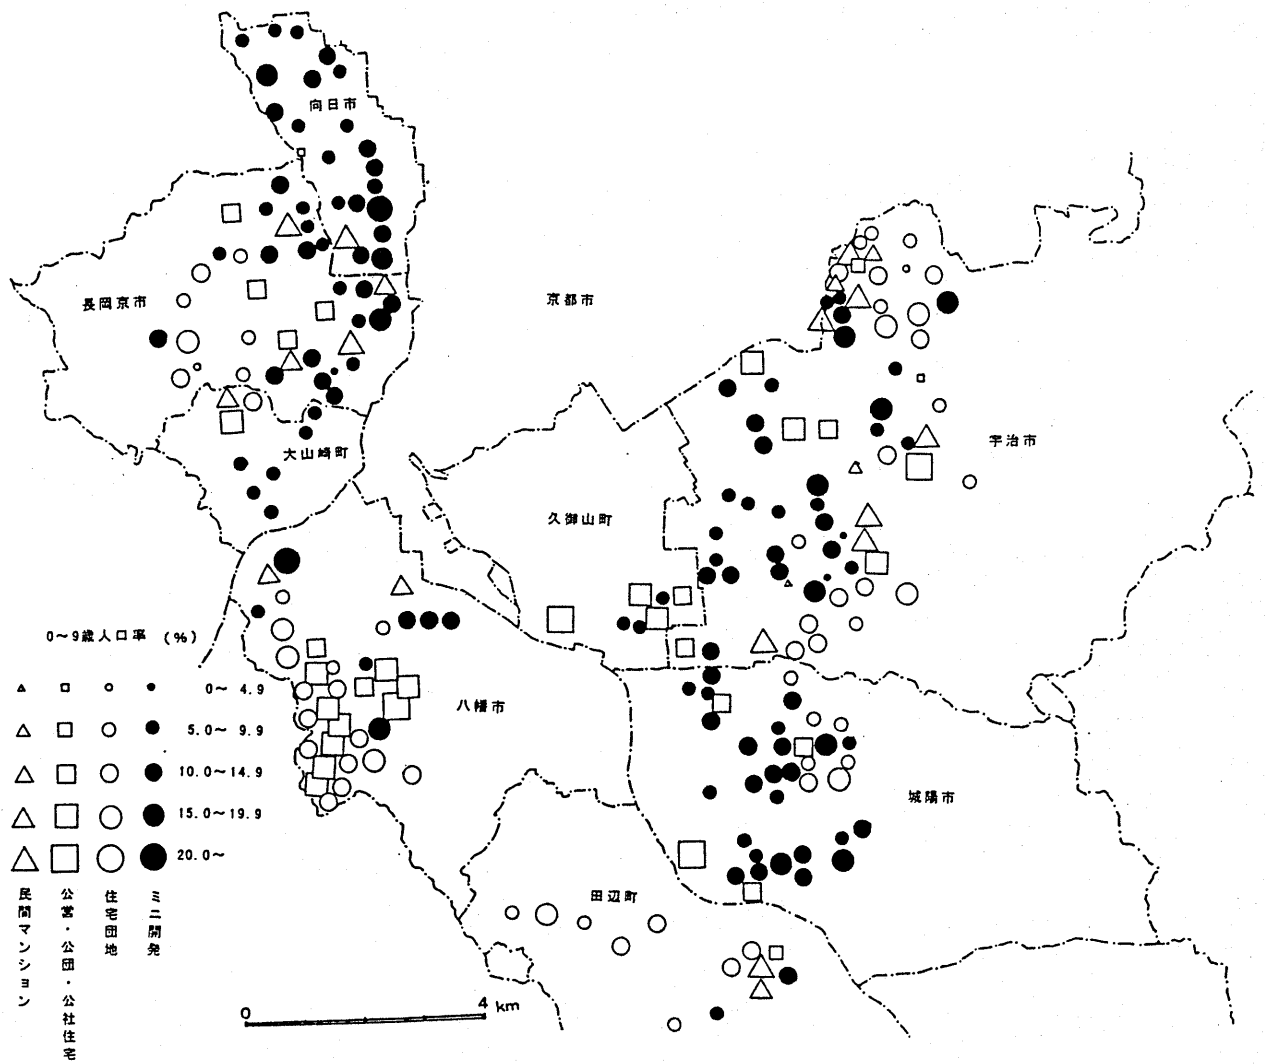 向日市
長岡京市
京都市
宇治市
大山崎町
久御山町
八幡市
城陽市
田辺町
0～9歳人口率 (%)
0～ 4.9
5.0～ 9.9
10.0～14.9
15.0～19.9
20.0～
民間マンション
公営・公団・公社住宅
住宅団地
ミニ開発
0
4 km